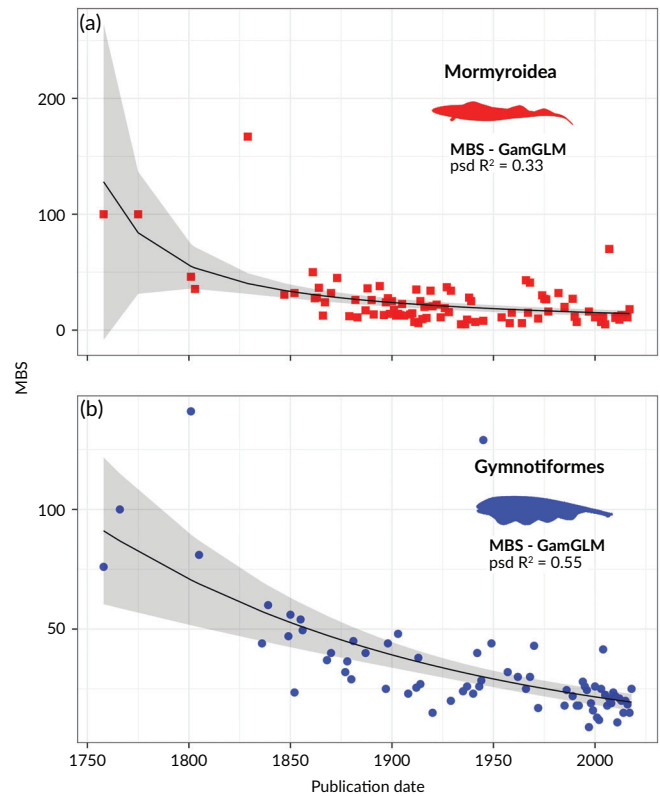 (a)
Mormyroidea
MBS - GamGLM
psd R² = 0.33
200
100
0
MBS
(b)
Gymnotiformes
MBS - GamGLM
psd R² = 0.55
100
50
1750 1800 1850 1900 1950 2000
Publication date